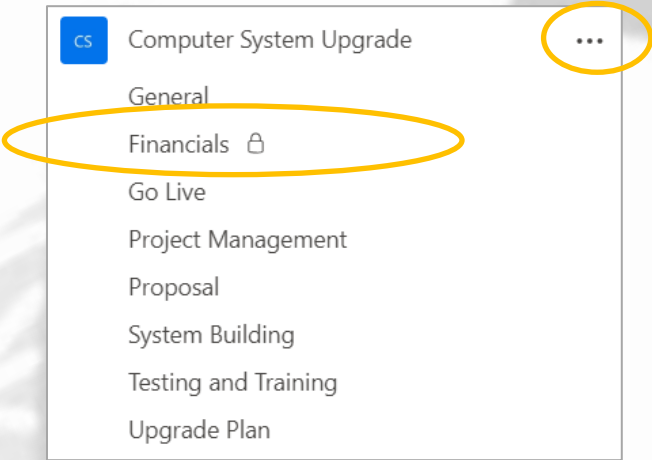 CS Computer System Upgrade ...
General
Financials
Go Live
Project Management
Proposal
System Building
Testing and Training
Upgrade Plan